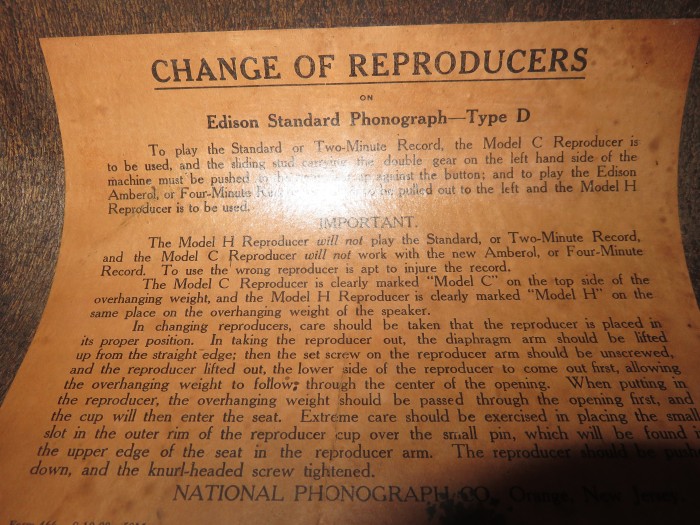 CHANGE OF REPRODUCERS
ON
Edison Standard Phonograph—Type D
To play the Standard or Two-Minute Record, the Model C Reproducer is
to be used, and the sliding stud carrying the double gear on the left hand side of the
machine must be pushed in against the button; and to play the Edison
Amberol, or Four-Minute to be pulled out to the left and the Model H
Reproducer is to be used.
IMPORTANT.
The Model H Reproducer will not play the Standard, or Two-Minute Record,
and the Model C Reproducer will not work with the new Amberol, or Four-Minute
Record. To use the wrong reproducer is apt to injure the record.
The Model C Reproducer is clearly marked "Model C" on the top side of the
overhanging weight, and the Model H Reproducer is clearly marked "Model H" on the
same place on the overhanging weight of the speaker.
In changing reproducers, care should be taken that the reproducer is placed in
its proper position. In taking the reproducer out, the diaphragm arm should be lifted
up from the straight edge; then the set screw on the reproducer arm should be unscrewed,
and the reproducer lifted out, the lower side of the reproducer to come out first, allowing
the overhanging weight to follow; through the center of the opening. When putting in
the reproducer, the overhanging weight should be passed through the opening first, and
the cup will then enter the seat. Extreme care should be exercised in placing the small
slot in the outer rim of the reproducer cup over the small pin, which will be found
the upper edge of the seat in the reproducer arm. The reproducer should be
down, and the knurl-headed screw tightened.
NATIONAL PHONOGRAPH CO., Orange, New Jersey